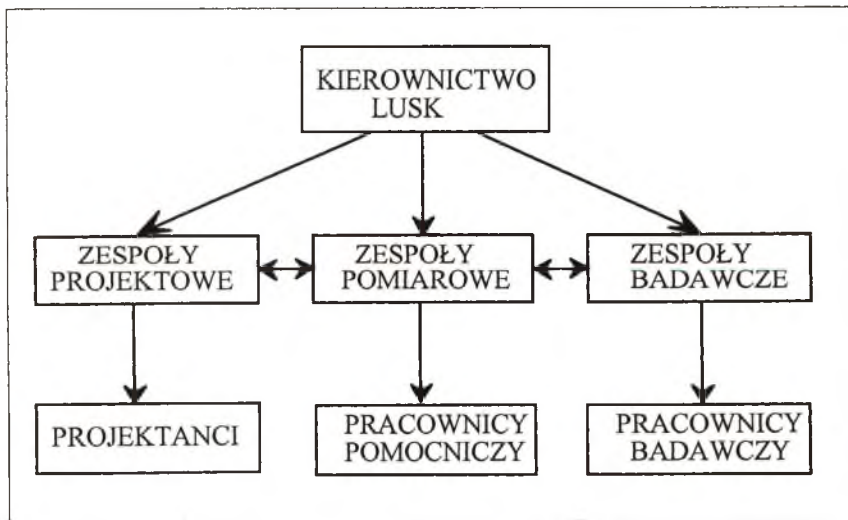 KIEROWNICTWO
LUSK
ZESPOŁY
PROJEKTOWE
ZESPOŁY
POMIAROWE
ZESPOŁY
BADAWCZE
PROJEKTANCI
PRACOWNICY
POMOCNICZY
PRACOWNICY
BADAWCZY